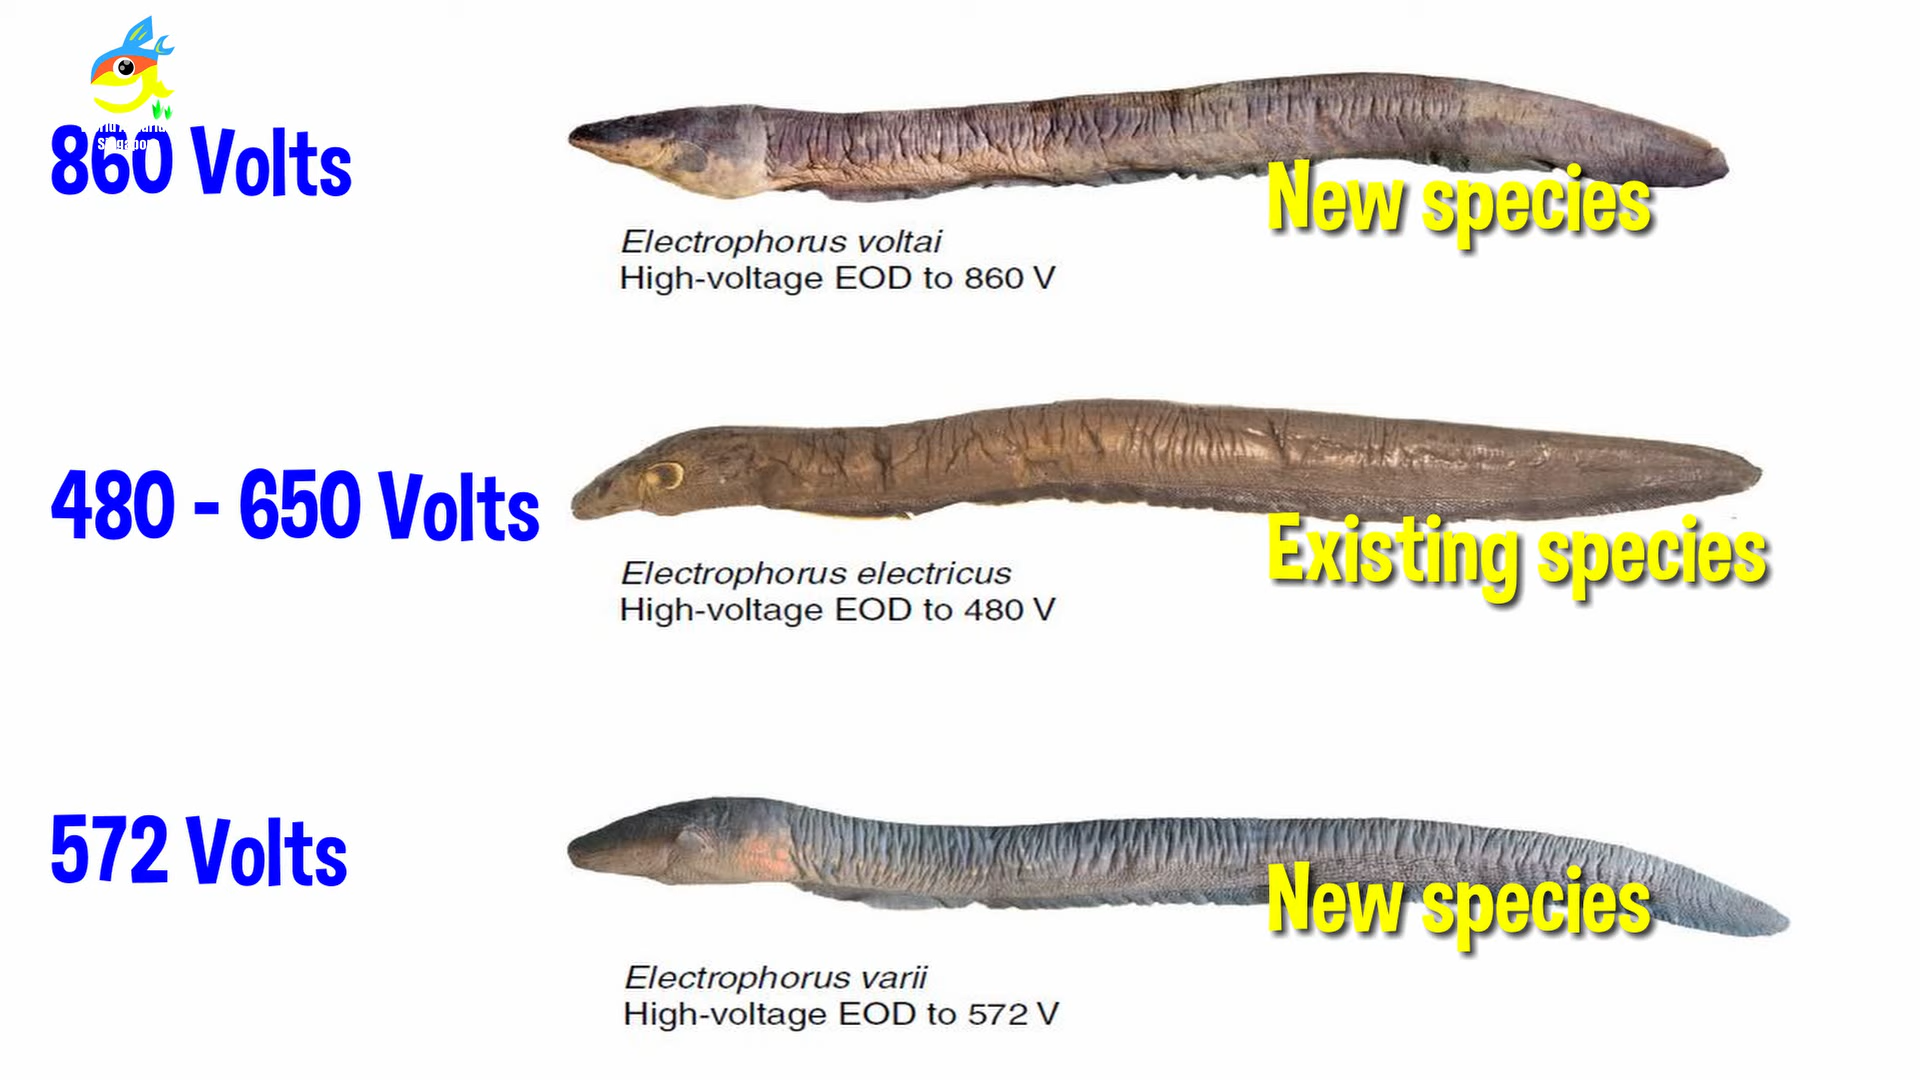 860 Volts
Singapore
New species
Electrophorus voltai
High-voltage EOD to 860 V
480 - 650 Volts
Existing species
Electrophorus electricus
High-voltage EOD to 480 V
572 Volts
New species
Electrophorus varii
High-voltage EOD to 572 V